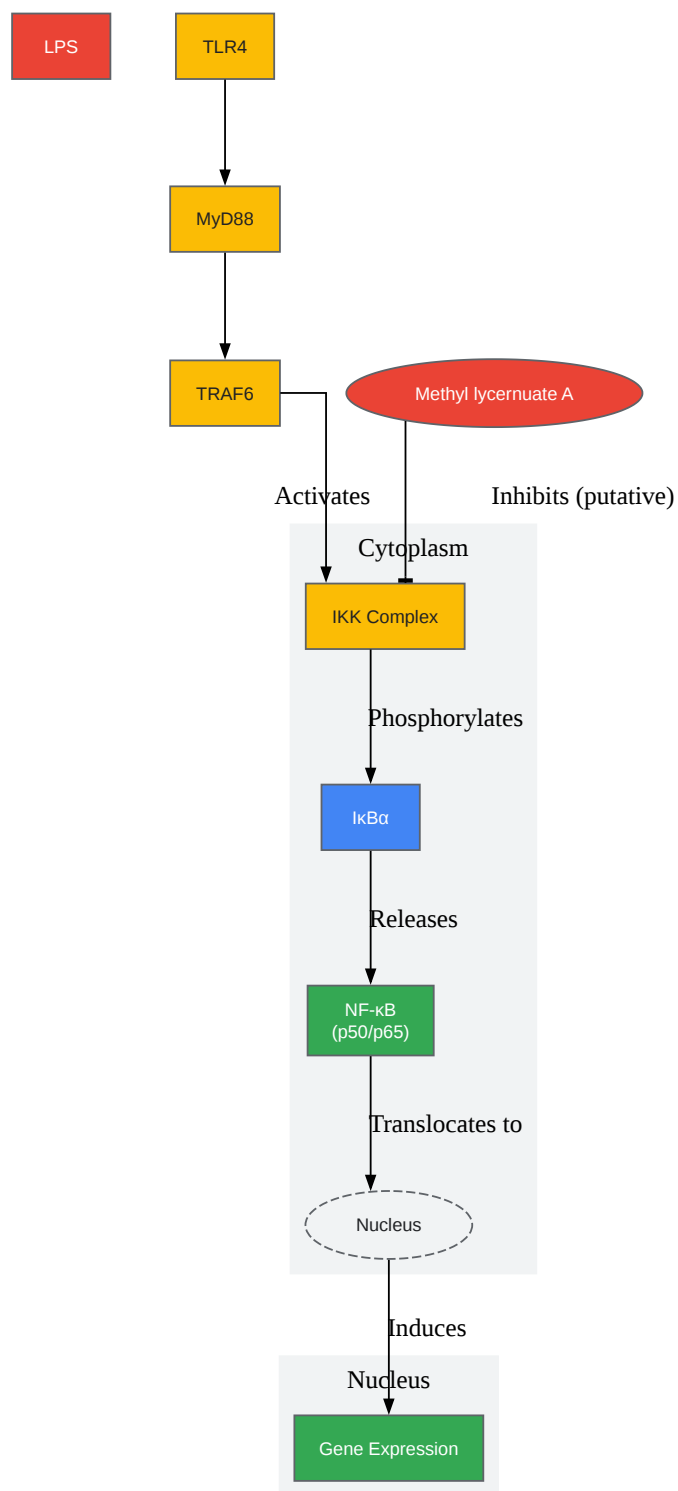 LPS
TLR4
MyD88
TRAF6
Methyl lycernuate A
Activates
Inhibits (putative)
Cytoplasm
IKK Complex
Phosphorylates
IκBα
Releases
NF-κB
(p50/p65)
Translocates to
Nucleus
Induces
Nucleus
Gene Expression